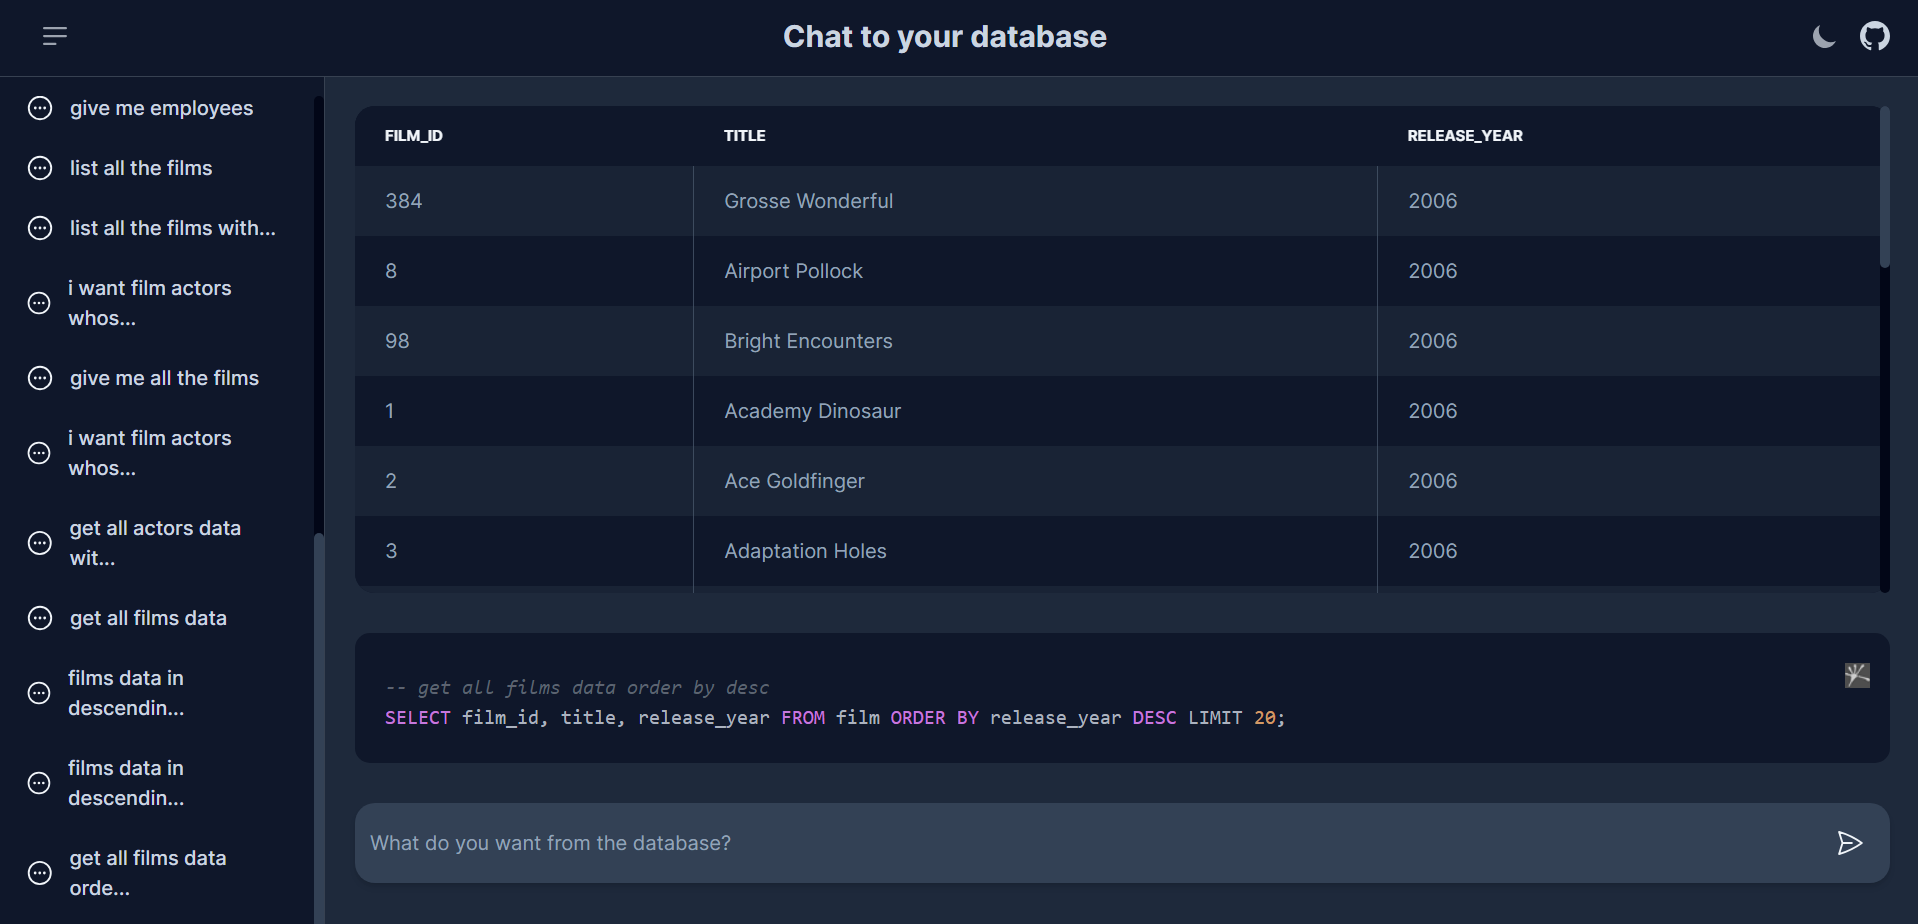 Chat to your database
give me employees
list all the films
list all the films with...
i want film actors
whos...
give me all the films
i want film actors
whos...
get all actors data
wit...
get all films data
films data in
descendin...
films data in
descendin...
get all films data
orde...
FILM_ID TITLE RELEASE_YEAR
384 Grosse Wonderful 2006
8 Airport Pollock 2006
98 Bright Encounters 2006
1 Academy Dinosaur 2006
2 Ace Goldfinger 2006
3 Adaptation Holes 2006
-- get all films data order by desc
SELECT film_id, title, release_year FROM film ORDER BY release_year DESC LIMIT 20;
What do you want from the database?